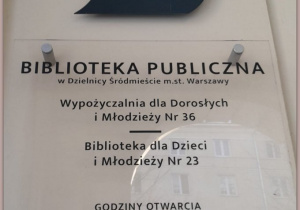 BIBLIOTEKA PUBLICZNA
w Dzielnicy Śródmieście m.st. Warszawy
Wypożyczalnia dla Dorosłych
i Młodzieży Nr 36
Biblioteka dla Dzieci
i Młodzieży Nr 23
GODZINY OTWARCIA